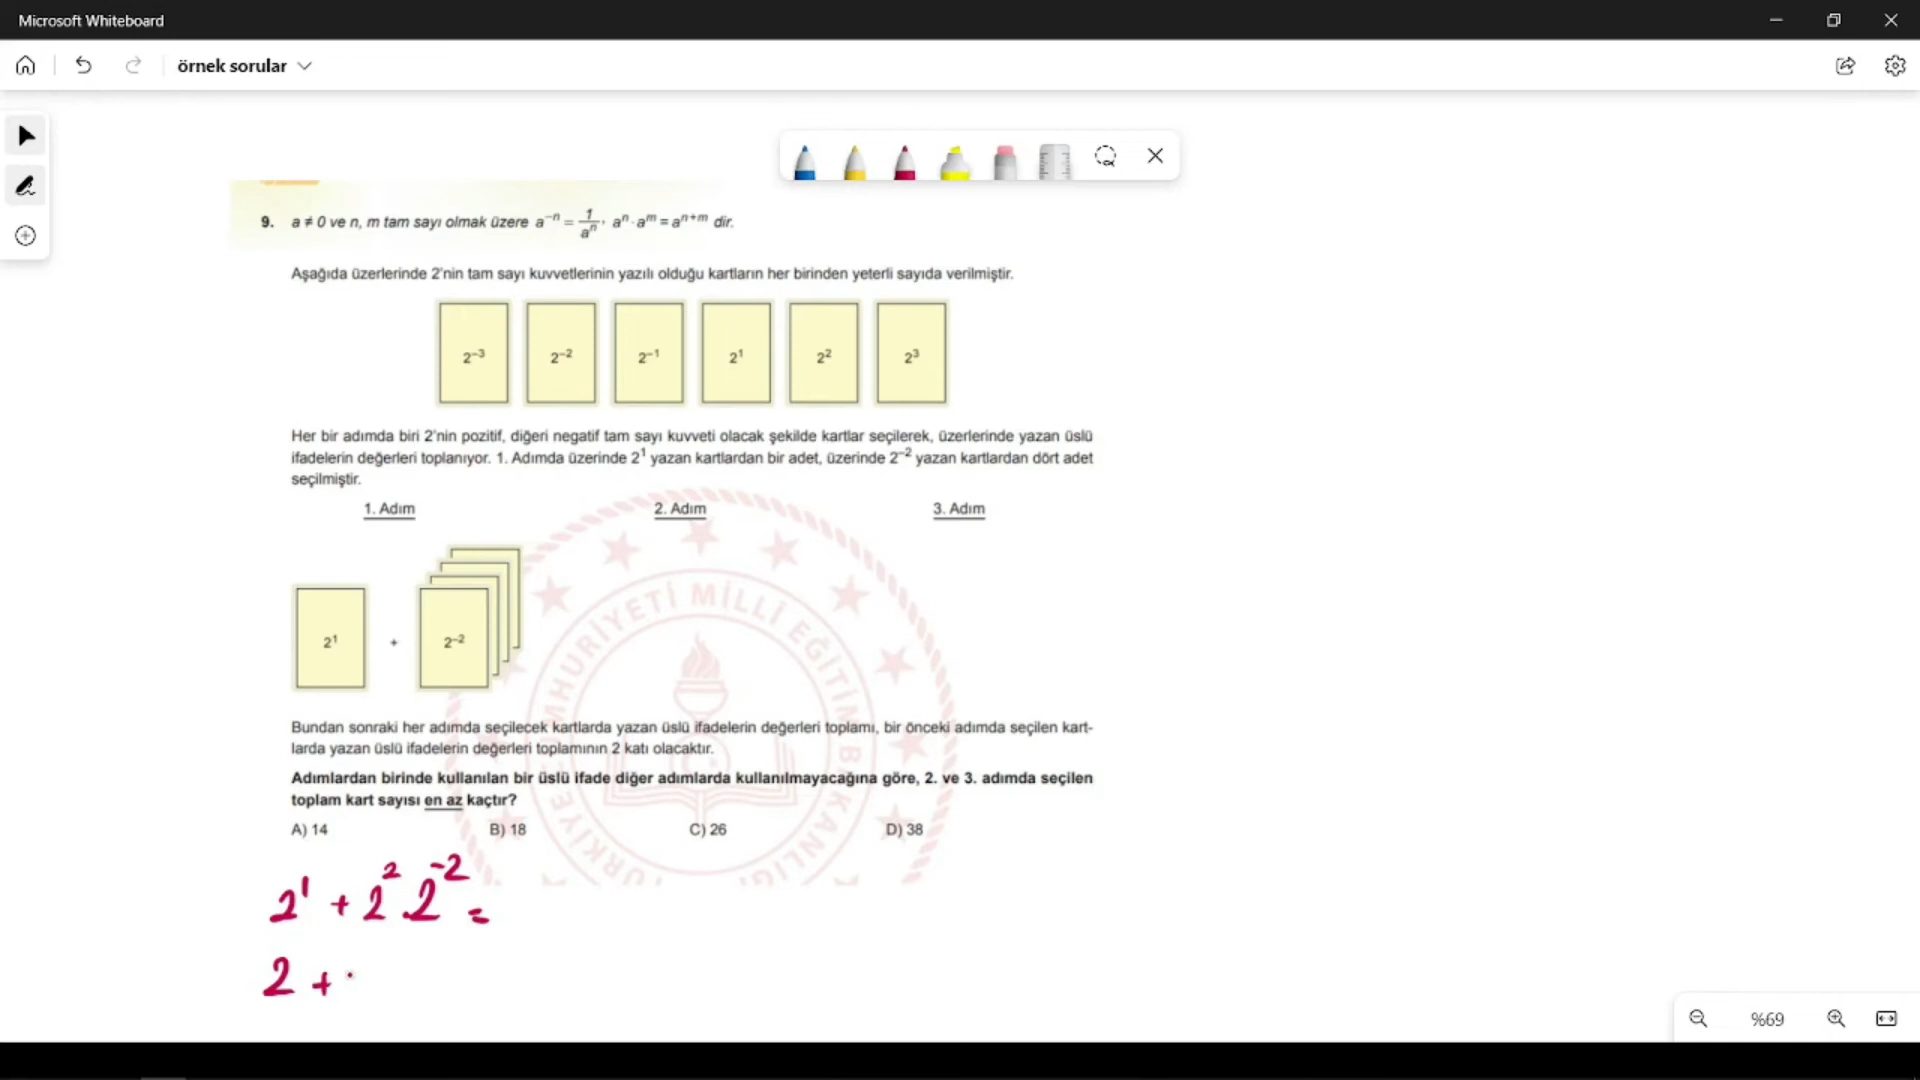 Microsoft Whiteboard
örnek sorular
9. a ≠ 0 ve n, m tam sayı olmak üzere a⁻ⁿ = 1/aⁿ, aⁿ · aᵐ = aⁿ⁺ᵐ dir.
Aşağıda üzerlerinde 2'nin tam sayı kuvvetlerinin yazılı olduğu kartların her birinden yeterli sayıda verilmiştir.
2⁻³ 2⁻² 2⁻¹ 2¹ 2² 2³
Her bir adımda biri 2'nin pozitif, diğeri negatif tam sayı kuvveti olacak şekilde kartlar seçilerek, üzerlerinde yazan üslü
ifadelerin değerleri toplanıyor. 1. Adımda üzerinde 2¹ yazan kartlardan bir adet, üzerinde 2⁻² yazan kartlardan dört adet
seçilmiştir.
1. Adım 2. Adım 3. Adım
2¹ + 2⁻²
Bundan sonraki her adımda seçilecek kartlarda yazan üslü ifadelerin değerleri toplamı, bir önceki adımda seçilen kart-
larda yazan üslü ifadelerin değerleri toplamının 2 katı olacaktır.
Adımlardan birinde kullanılan bir üslü ifade diğer adımlarda kullanılmayacağına göre, 2. ve 3. adımda seçilen
toplam kart sayısı en az kaçtır?
A) 14 B) 18 C) 26 D) 38
2¹ + 2² . 2⁻² =
2 + 
%69